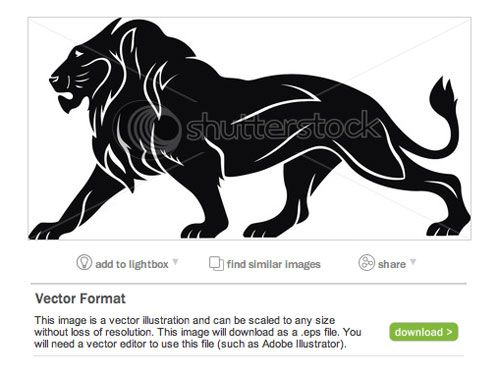 shutterstock
add to lightbox find similar images share
Vector Format
This image is a vector illustration and can be scaled to any size
without loss of resolution. This image will download as a .eps file. You
will need a vector editor to use this file (such as Adobe Illustrator).
download >